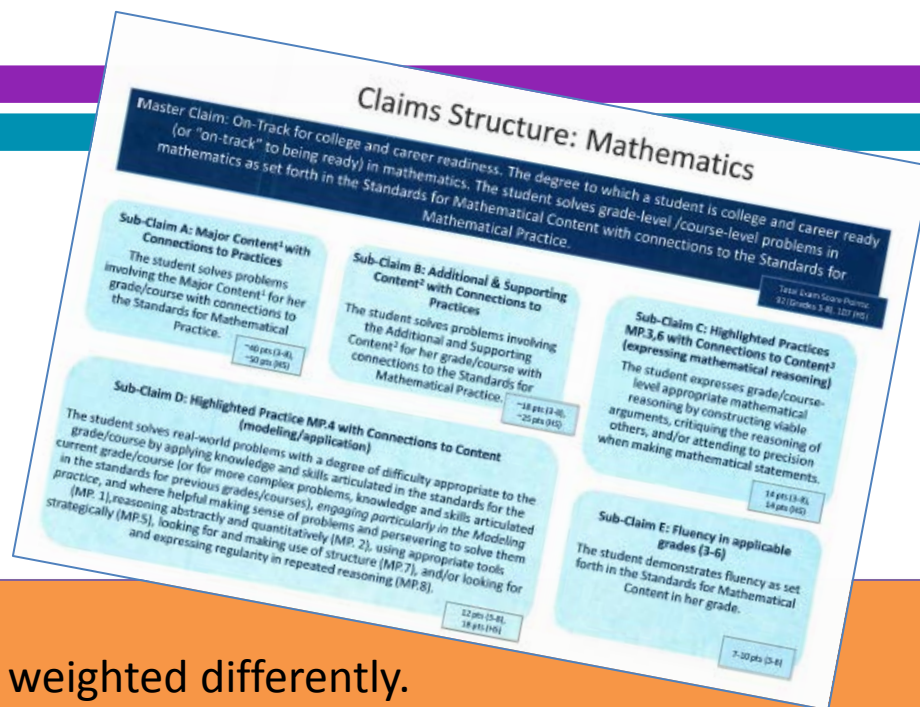 Claims Structure: Mathematics
Master Claim: On-Track for college and career readiness. The degree to which a student is college and career ready
(or "on-track" to being ready) in mathematics. The student solves grade-level /course-level problems in
mathematics as set forth in the Standards for Mathematical Content with connections to the Standards for
Mathematical Practice.
Total Exam Score Points:
92 (Grades 3-8), 107 (HS)
Sub-Claim A: Major Content¹ with
Connections to Practices
The student solves problems
involving the Major Content¹ for her
grade/course with connections to
the Standards for Mathematical
Practice.
~40 pts (3-8),
~50 pts (HS)
Sub-Claim B: Additional & Supporting
Content² with Connections to
Practices
The student solves problems involving
the Additional and Supporting
Content² for her grade/course with
connections to the Standards for
Mathematical Practice.
~18 pts (3-8),
~25 pts (HS)
Sub-Claim C: Highlighted Practices
MP.3,6 with Connections to Content³
(expressing mathematical reasoning)
The student expresses grade/course-
level appropriate mathematical
reasoning by constructing viable
arguments, critiquing the reasoning of
others, and/or attending to precision
when making mathematical statements.
14 pts (3-8),
14 pts (HS)
Sub-Claim D: Highlighted Practice MP.4 with Connections to Content
(modeling/application)
The student solves real-world problems with a degree of difficulty appropriate to the
grade/course by applying knowledge and skills articulated in the standards for the
current grade/course (or for more complex problems, knowledge and skills articulated
in the standards for previous grades/courses), engaging particularly in the Modeling
practice, and where helpful making sense of problems and persevering to solve them
(MP. 1),reasoning abstractly and quantitatively (MP. 2), using appropriate tools
strategically (MP.5), looking for and making use of structure (MP.7), and/or looking for
and expressing regularity in repeated reasoning (MP.8).
12 pts (3-8),
18 pts (HS)
Sub-Claim E: Fluency in applicable
grades (3-6)
The student demonstrates fluency as set
forth in the Standards for Mathematical
Content in her grade.
7-10 pts (3-6)
weighted differently.